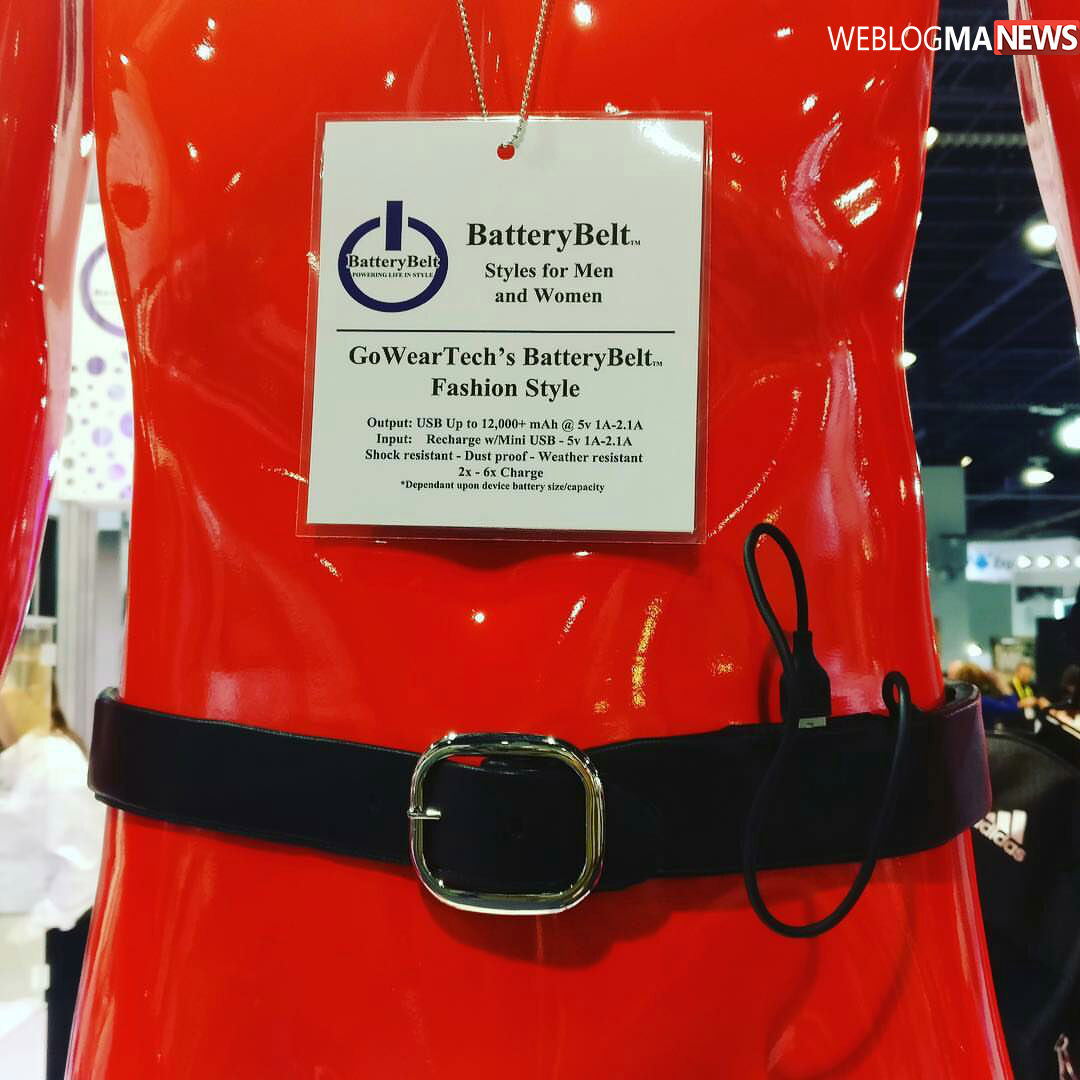 WEBLOGMANEWS
BatteryBelt™
Styles for Men
and Women
BatteryBelt
POWERING LIFE IN STYLE
GoWearTech's BatteryBelt™
Fashion Style
Output: USB Up to 12,000+ mAh @ 5v 1A-2.1A
Input: Recharge w/Mini USB - 5v 1A-2.1A
Shock resistant - Dust proof - Weather resistant
2x - 6x Charge
*Dependant upon device battery size/capacity
adidas